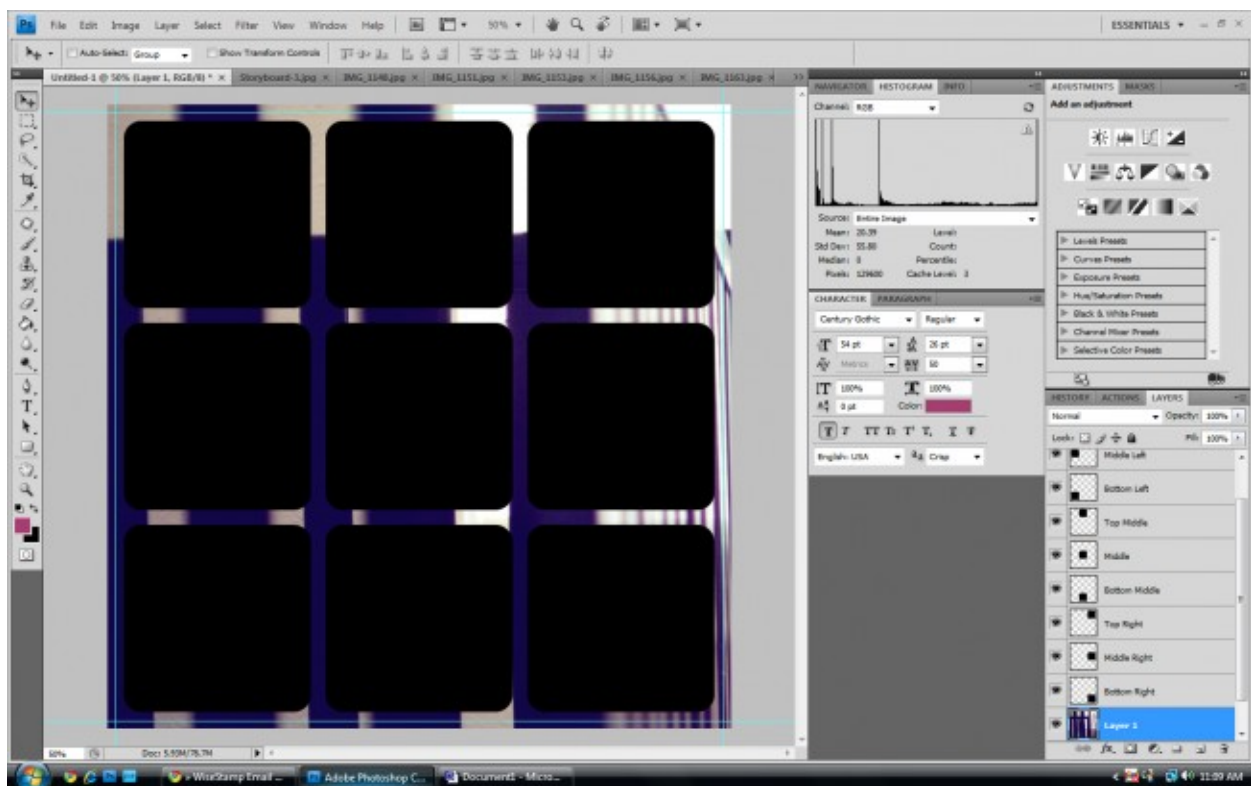 Ps File Edit Image Layer Select Filter View Window Help 50% ESSENTIALS
Auto-Select: Group Show Transform Controls
Untitled-1 @ 50% (Layer 1, RGB/8) * Storyboard-3.jpg IMG_1148.jpg IMG_1151.jpg IMG_1153.jpg IMG_1156.jpg IMG_1163.jpg
NAVIGATOR HISTOGRAM INFO
Channel: RGB
Source: Entire Image
Mean: 20.39 Level:
Std Dev: 55.80 Count:
Median: 0 Percentile:
Pixels: 129600 Cache Level: 3
CHARACTER PARAGRAPH
Century Gothic Regular
54 pt 26 pt
Metrics 50
100% 100%
0 pt Color:
T T TT Tr T' T, T T
English: USA aa Crisp
ADJUSTMENTS MASKS
Add an adjustment
Levels Presets
Curves Presets
Exposure Presets
Hue/Saturation Presets
Black & White Presets
Channel Mixer Presets
Selective Color Presets
HISTORY ACTIONS LAYERS
Normal Opacity: 100%
Lock: Fill: 100%
Middle Left
Bottom Left
Top Middle
Middle
Bottom Middle
Top Right
Middle Right
Bottom Right
Layer 1
50% Doc: 5.93M/78.7M
» WiseStamp Email ... Adobe Photoshop C... Document1 - Micro... 11:09 AM